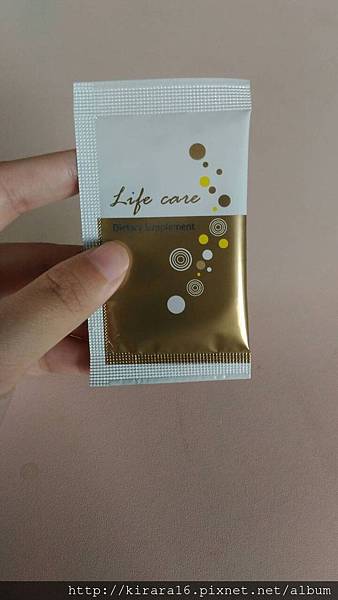 Life care
Dietary Supplement
http://kirara16.pixnet.net/album